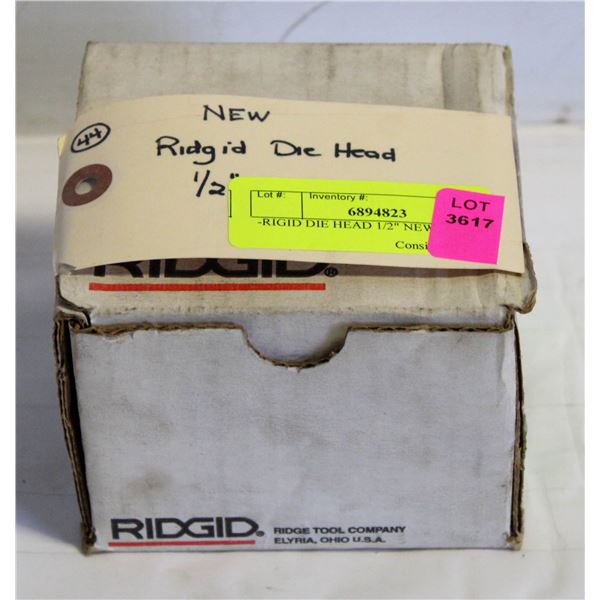 44
NEW
Ridgid Die Head
1/2"
Lot #: Inventory #:
6894823
-RIGID DIE HEAD 1/2" NEW
LOT
3617
RIDGID®
RIDGID® RIDGE TOOL COMPANY
ELYRIA, OHIO U.S.A.